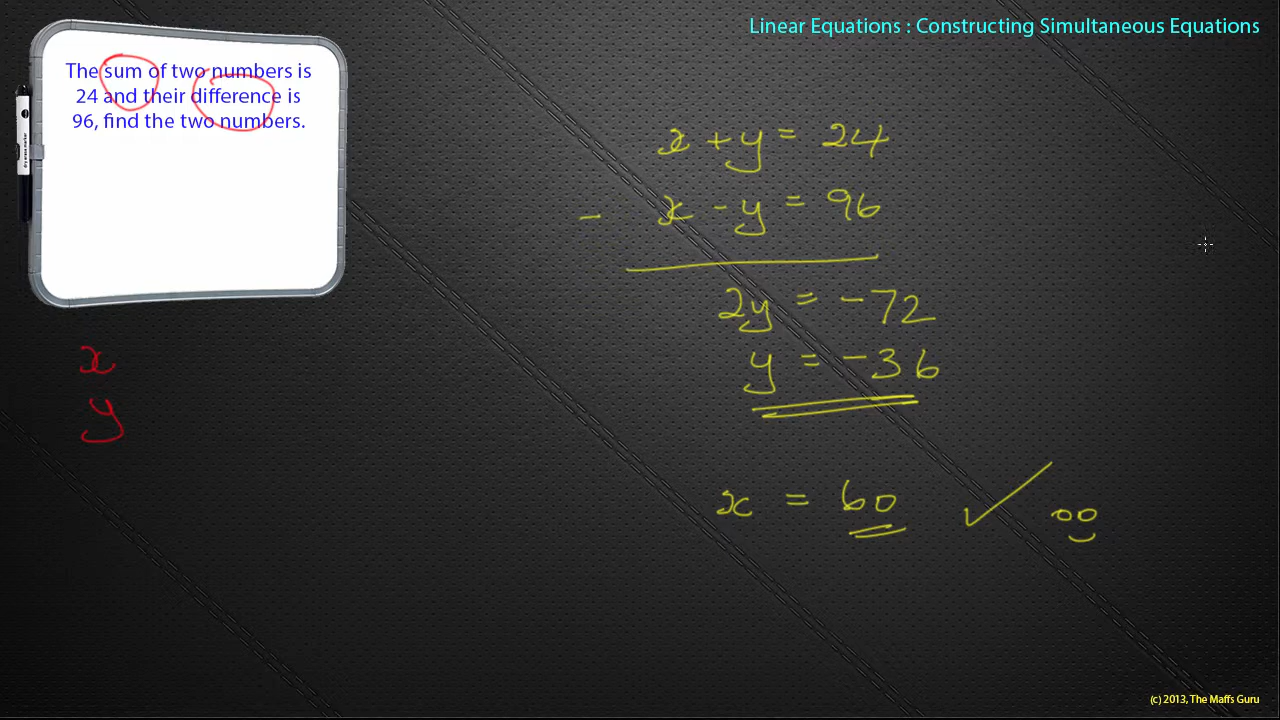 Linear Equations : Constructing Simultaneous Equations
The sum of two numbers is
24 and their difference is
96, find the two numbers.
x + y = 24
- x - y = 96
2y = -72
y = -36
x
y
x = 60 ✓
(c) 2013, The Maffs Guru